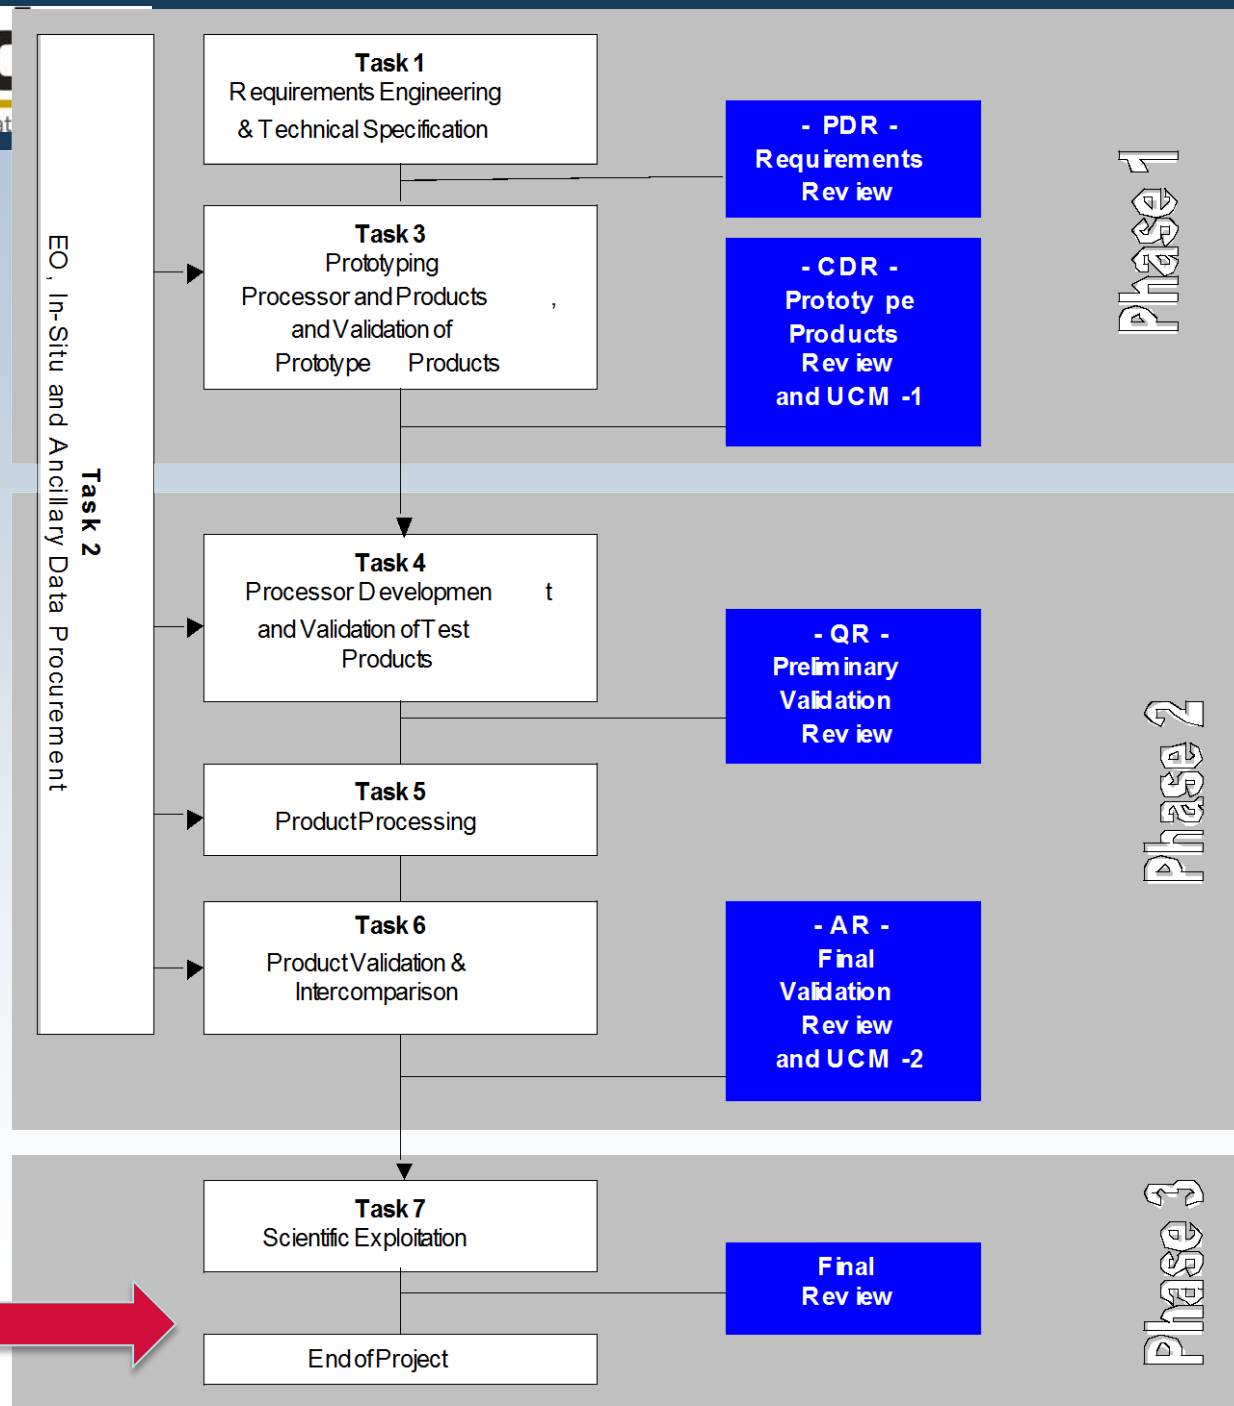 at
Task 1
Requirements Engineering
& Technical Specification
- PDR -
Requirements
Review
Phase 1
Task 3
Prototyping
Processor and Products ,
and Validation of
Prototype Products
- CDR -
Prototype
Products
Review
and UCM -1
Task 2
EO, In-Situ and Ancillary Data Procurement
Task 4
Processor Development
and Validation of Test
Products
- QR -
Preliminary
Validation
Review
Phase 2
Task 5
Product Processing
Task 6
Product Validation &
Intercomparison
- AR -
Final
Validation
Review
and UCM -2
Task 7
Scientific Exploitation
Final
Review
Phase 3
End of Project